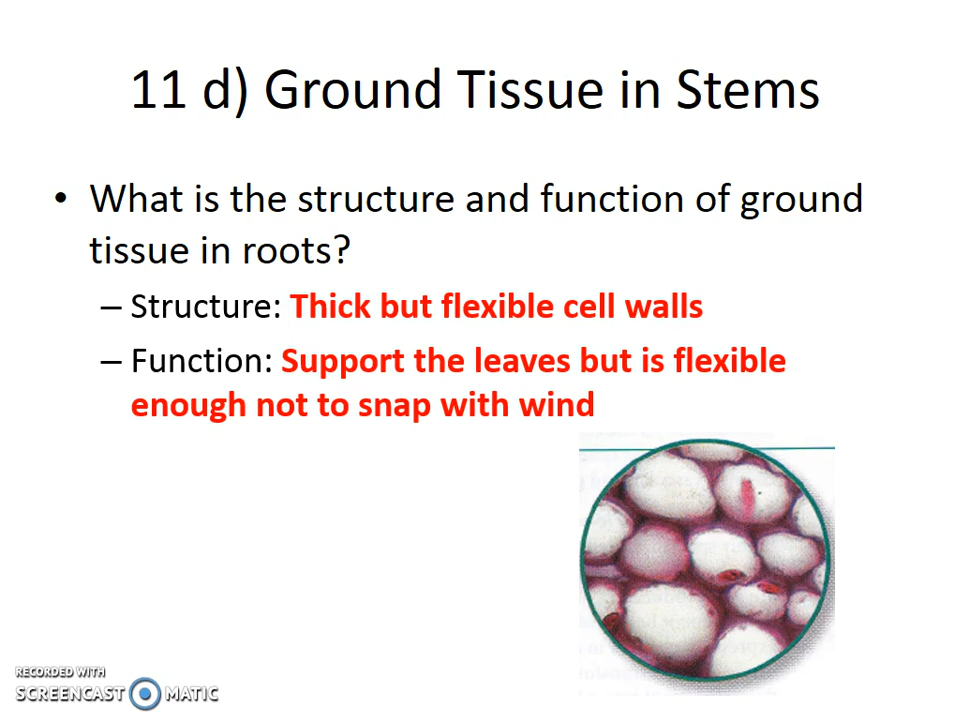 11 d) Ground Tissue in Stems
• What is the structure and function of ground
tissue in roots?
– Structure: Thick but flexible cell walls
– Function: Support the leaves but is flexible
enough not to snap with wind
RECORDED WITH
SCREENCAST MATIC